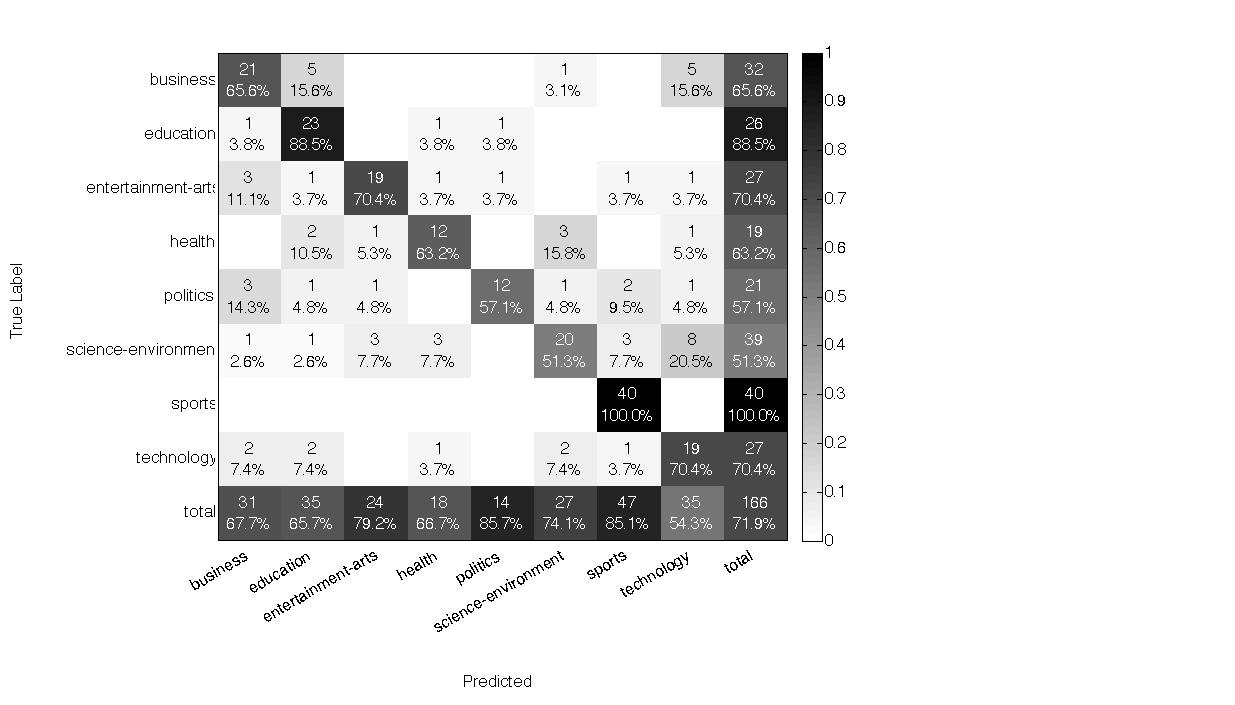 business 21 5 1 5 32
65.6% 15.6% 3.1% 15.6% 65.6%
education 1 23 1 1 26
3.8% 88.5% 3.8% 3.8% 88.5%
entertainment-arts 3 1 19 1 1 1 1 27
11.1% 3.7% 70.4% 3.7% 3.7% 3.7% 3.7% 70.4%
health 2 1 12 3 1 19
10.5% 5.3% 63.2% 15.8% 5.3% 63.2%
politics 3 1 1 12 1 2 1 21
14.3% 4.8% 4.8% 57.1% 4.8% 9.5% 4.8% 57.1%
science-environmen 1 1 3 3 20 3 8 39
2.6% 2.6% 7.7% 7.7% 51.3% 7.7% 20.5% 51.3%
sports 40 40
100.0% 100.0%
technology 2 2 1 2 1 19 27
7.4% 7.4% 3.7% 7.4% 3.7% 70.4% 70.4%
total 31 35 24 18 14 27 47 35 166
67.7% 65.7% 79.2% 66.7% 85.7% 74.1% 85.1% 54.3% 71.9%
business education entertainment-arts health politics science-environment sports technology total
Predicted
True Label
1
0.9
0.8
0.7
0.6
0.5
0.4
0.3
0.2
0.1
0